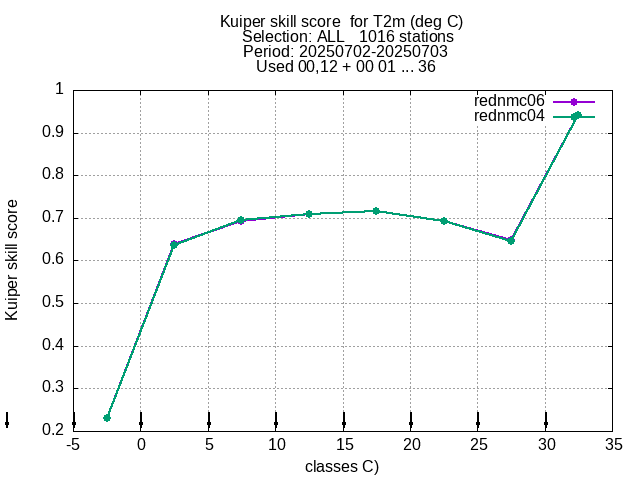 Kuiper skill score  for T2m (deg C)
Selection: ALL   1016 stations
Period: 20250702-20250703
Used 00,12 + 00 01 ... 36
rednmc06
rednmc04
1
0.9
0.8
0.7
0.6
0.5
0.4
0.3
0.2
Kuiper skill score
-5 0 5 10 15 20 25 30 35
classes C)